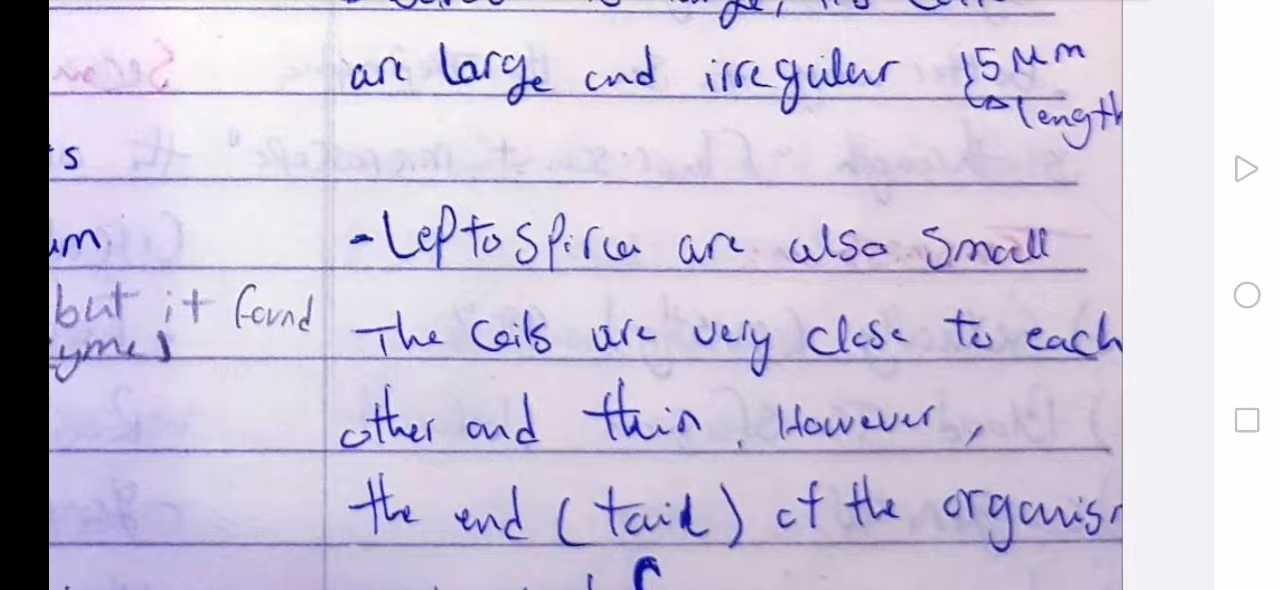 are large and irregular 15 µm
length
s
- Leptospira are also small
um
but it found
The coils are very close to each
zymes
other and thin. However,
the end (tail) of the organism